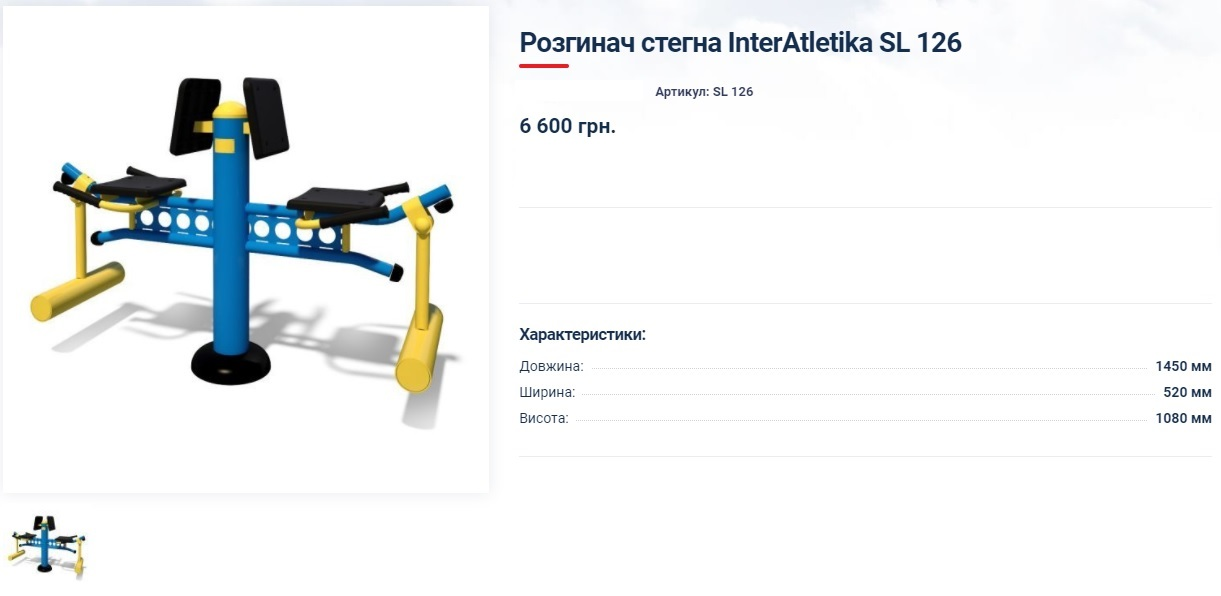 Розгинач стегна InterAtletika SL 126
Артикул: SL 126
6 600 грн.
Характеристики:
Довжина: 1450 мм
Ширина: 520 мм
Висота: 1080 мм